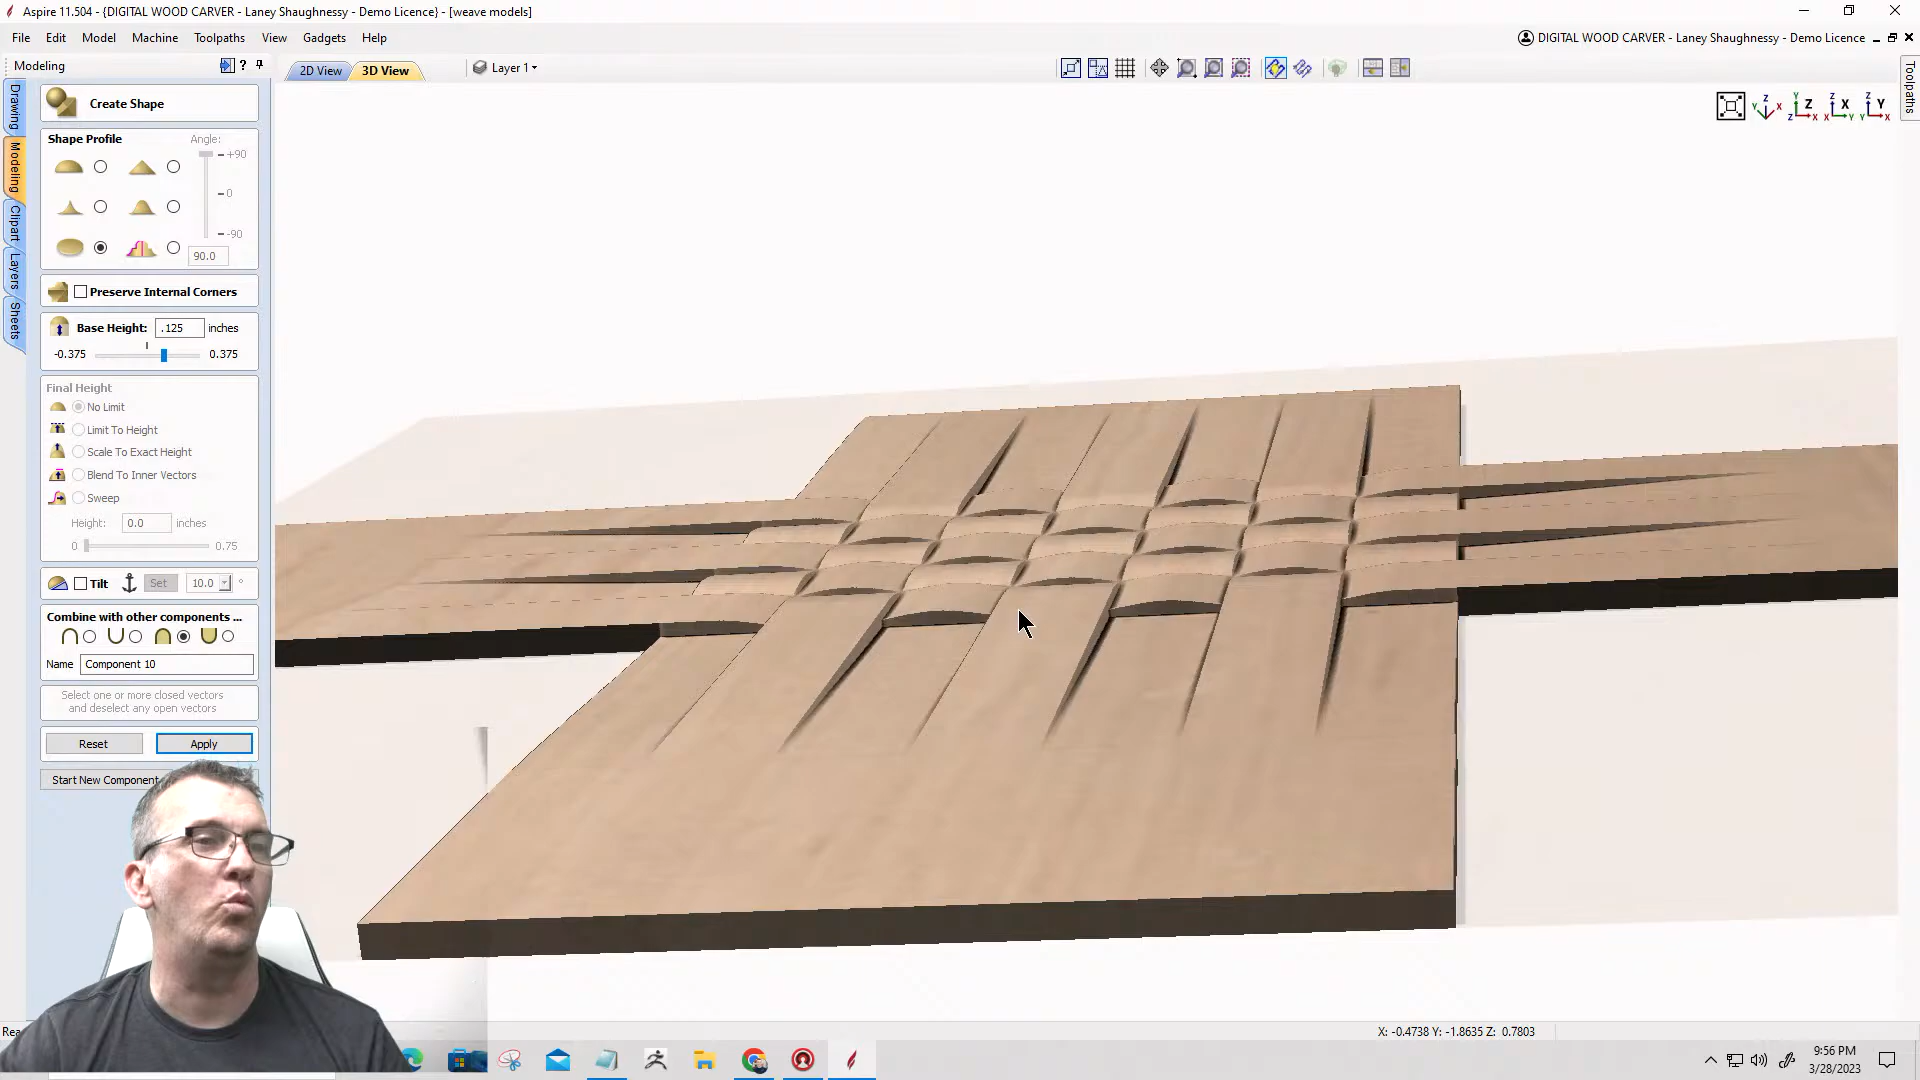 Aspire 11.504 - {DIGITAL WOOD CARVER - Laney Shaughnessy - Demo Licence} - [weave models]
File Edit Model Machine Toolpaths View Gadgets Help
DIGITAL WOOD CARVER - Laney Shaughnessy - Demo Licence
Modeling
2D View 3D View Layer 1
Toolpaths
Drawing
Modeling
Clipart
Layers
Sheets
Create Shape
Shape Profile
Angle:
+90
0
-90
90.0
Preserve Internal Corners
Base Height: .125 inches
-0.375 0.375
Final Height
No Limit
Limit To Height
Scale To Exact Height
Blend To Inner Vectors
Sweep
Height: 0.0 inches
0 0.75
Tilt Set 10.0 °
Combine with other components ...
Name Component 10
Select one or more closed vectors
and deselect any open vectors
Reset Apply
Start New Component
Z Y X
Y Z X
Z X Y
Z Y X
X: -0.4738 Y: -1.8635 Z: 0.7803
9:56 PM
3/28/2023